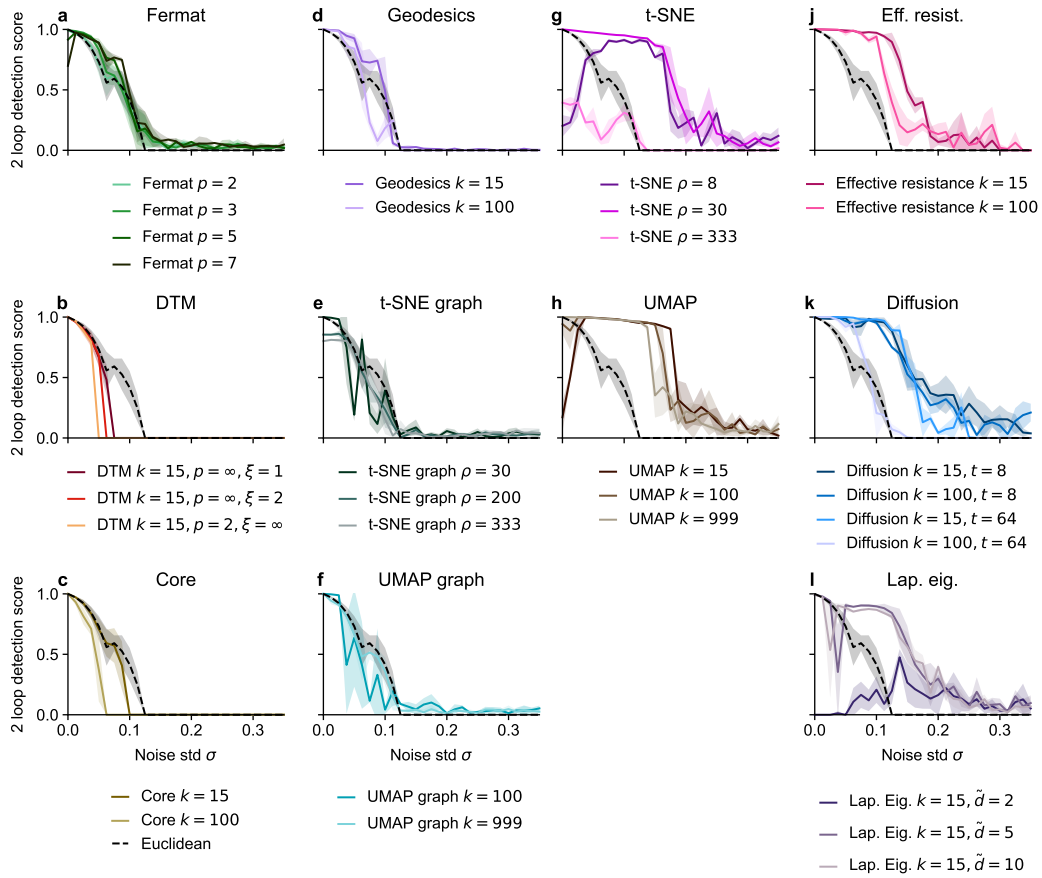 a Fermat
2 loop detection score
1.0
0.5
0.0
Fermat p = 2
Fermat p = 3
Fermat p = 5
Fermat p = 7
d Geodesics
Geodesics k = 15
Geodesics k = 100
g t-SNE
t-SNE ρ = 8
t-SNE ρ = 30
t-SNE ρ = 333
j Eff. resist.
Effective resistance k = 15
Effective resistance k = 100
b DTM
2 loop detection score
1.0
0.5
0.0
DTM k = 15, p = ∞, ξ = 1
DTM k = 15, p = ∞, ξ = 2
DTM k = 15, p = 2, ξ = ∞
e t-SNE graph
t-SNE graph ρ = 30
t-SNE graph ρ = 200
t-SNE graph ρ = 333
h UMAP
UMAP k = 15
UMAP k = 100
UMAP k = 999
k Diffusion
Diffusion k = 15, t = 8
Diffusion k = 100, t = 8
Diffusion k = 15, t = 64
Diffusion k = 100, t = 64
c Core
2 loop detection score
1.0
0.5
0.0
0.0 0.1 0.2 0.3
Noise std σ
Core k = 15
Core k = 100
Euclidean
f UMAP graph
0.0 0.1 0.2 0.3
Noise std σ
UMAP graph k = 100
UMAP graph k = 999
l Lap. eig.
0.0 0.1 0.2 0.3
Noise std σ
Lap. Eig. k = 15, d̃ = 2
Lap. Eig. k = 15, d̃ = 5
Lap. Eig. k = 15, d̃ = 10